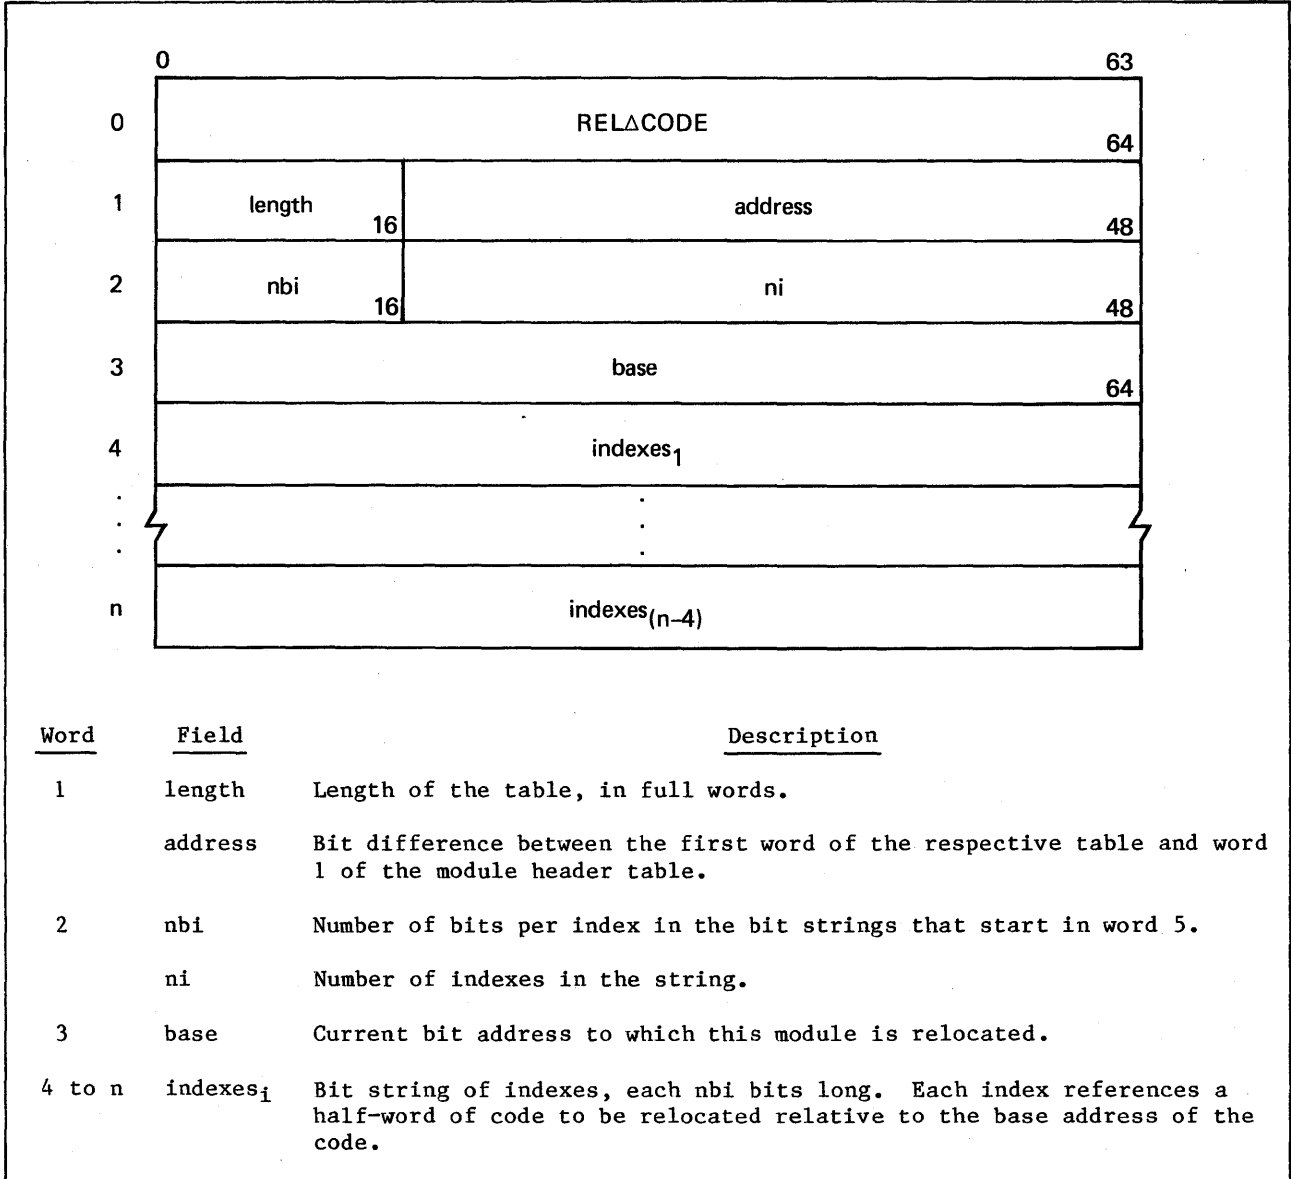 0 63
0 REL∆CODE 64
1 length 16 address 48
2 nbi 16 ni 48
3 base 64
4 indexes1
. .
. .
. .
n indexes(n–4)
Word Field Description
1 length Length of the table, in full words.
address Bit difference between the first word of the respective table and word
1 of the module header table.
2 nbi Number of bits per index in the bit strings that start in word 5.
ni Number of indexes in the string.
3 base Current bit address to which this module is relocated.
4 to n indexesi Bit string of indexes, each nbi bits long. Each index references a
half-word of code to be relocated relative to the base address of the
code.